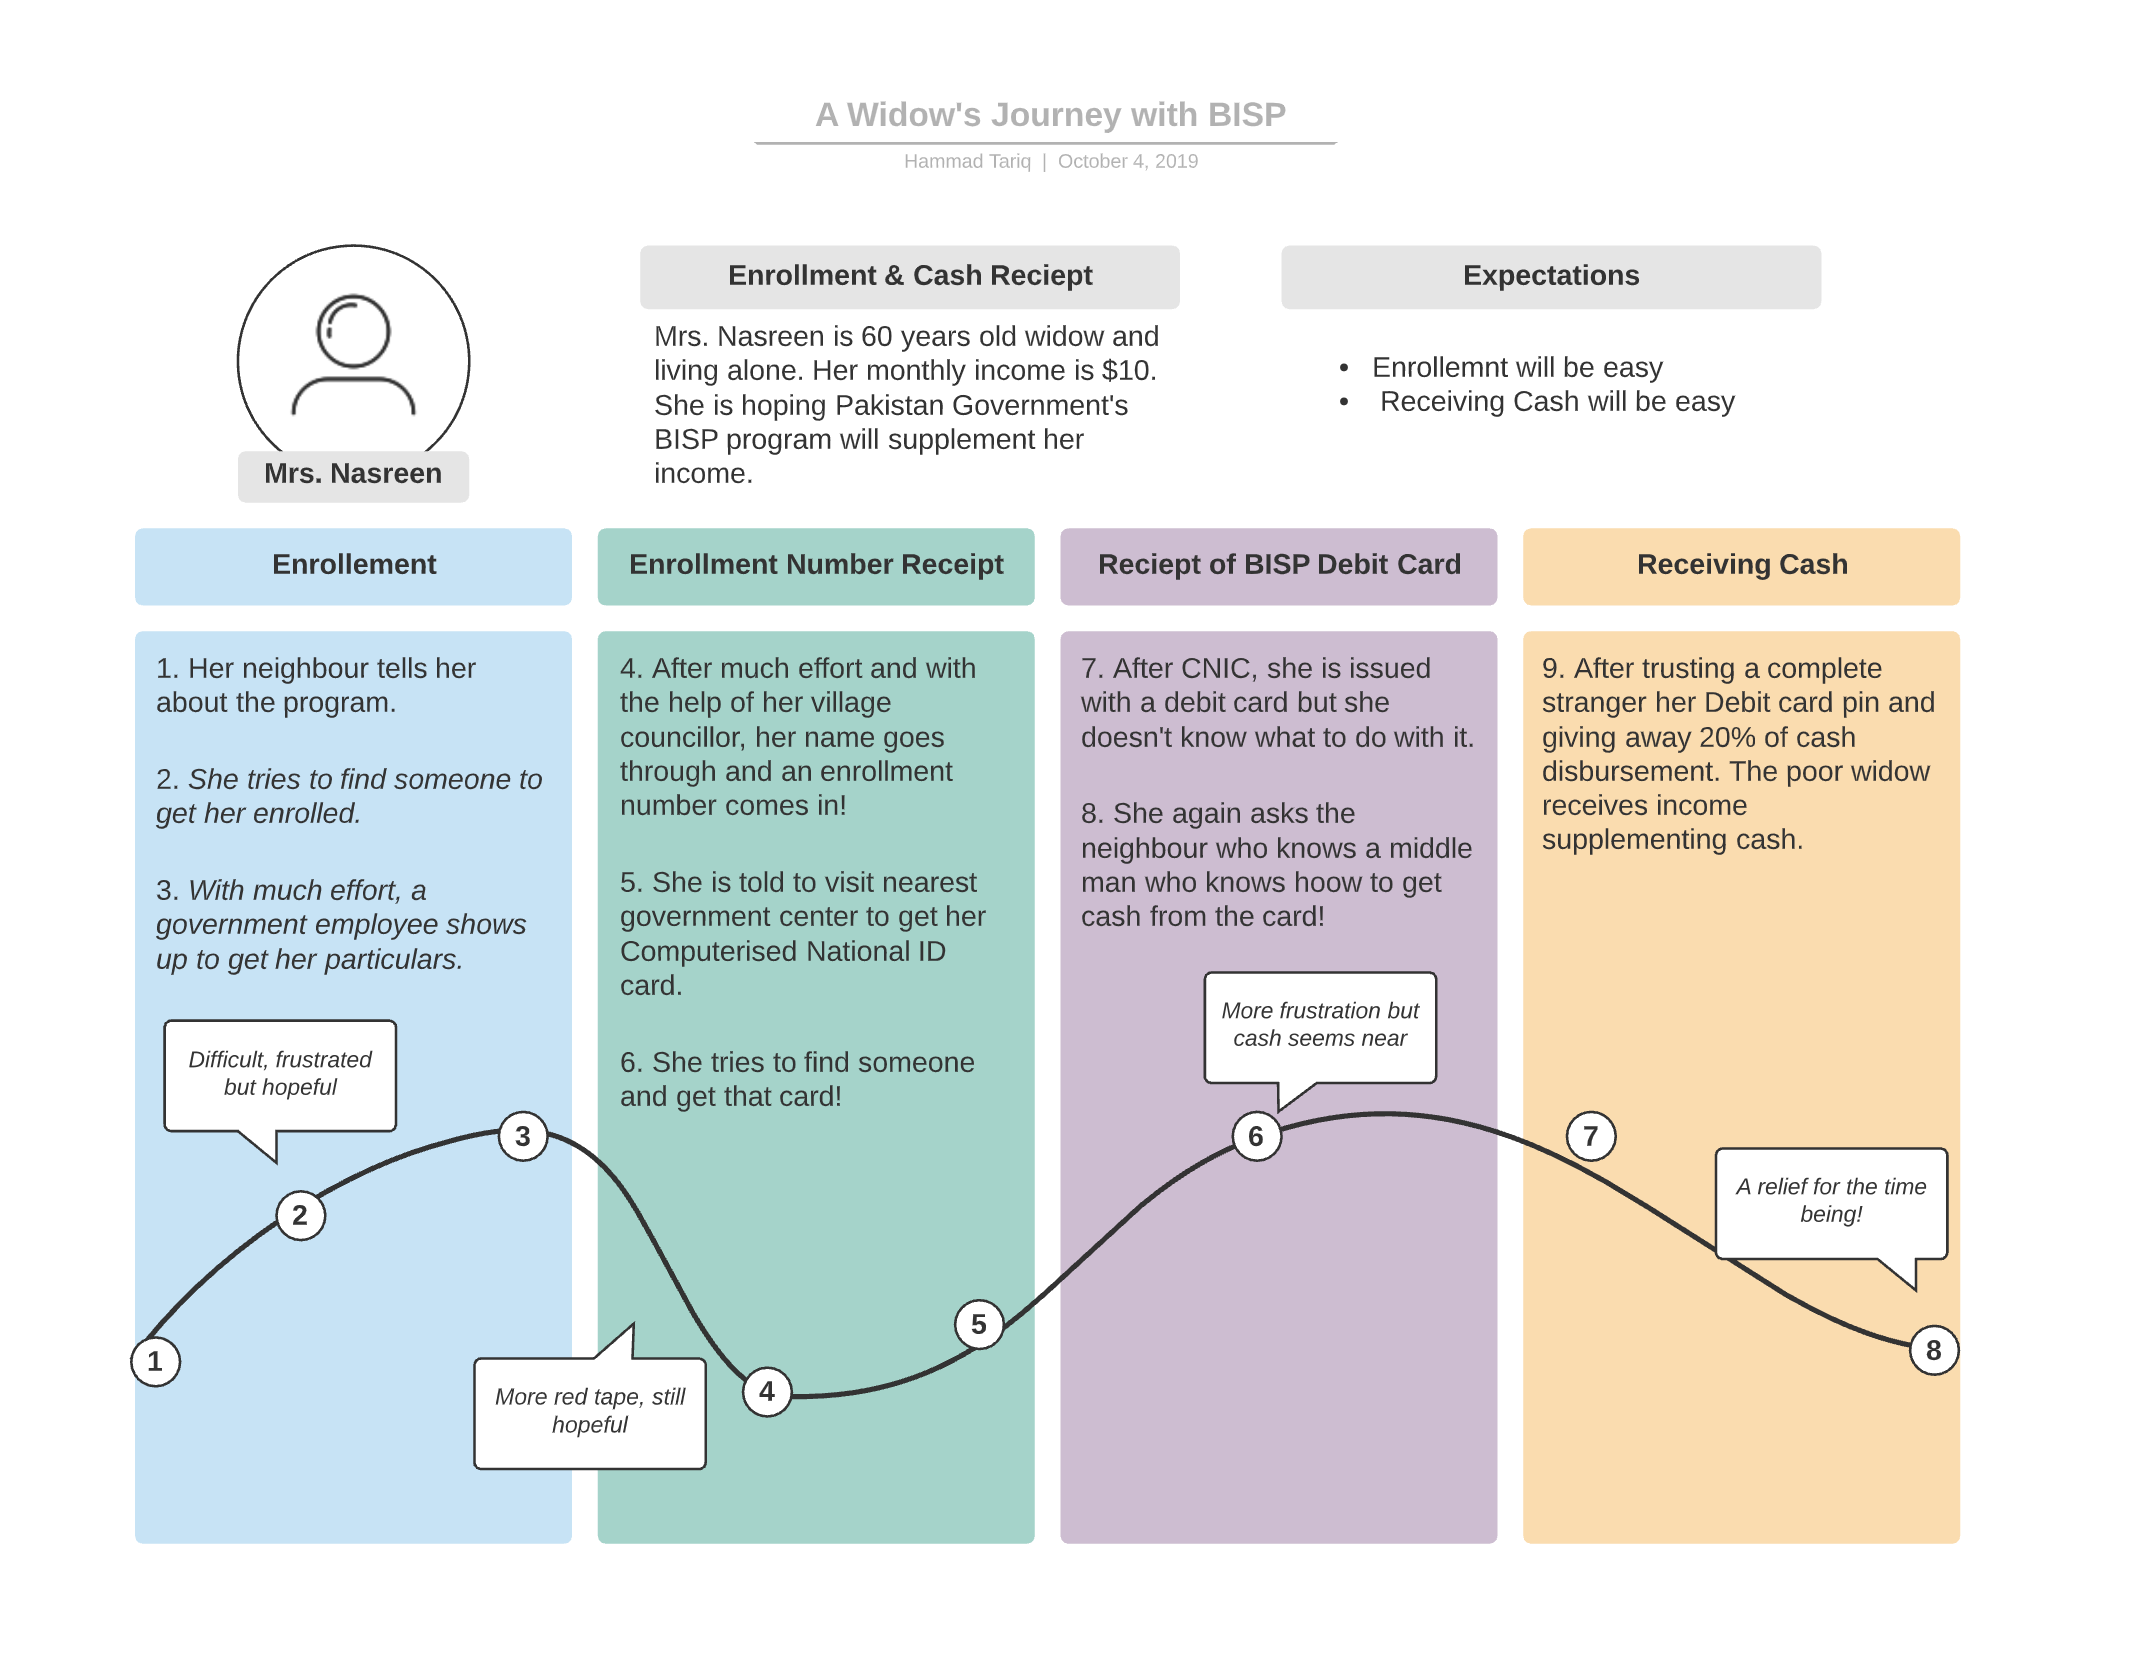 A Widow's Journey with BISP
Hammad Tariq | October 4, 2019
Mrs. Nasreen
Enrollment & Cash Reciept
Mrs. Nasreen is 60 years old widow and
living alone. Her monthly income is $10.
She is hoping Pakistan Government's
BISP program will supplement her
income.
Expectations
• Enrollemnt will be easy
• Receiving Cash will be easy
Enrollement
1. Her neighbour tells her
about the program.
2. She tries to find someone to
get her enrolled.
3. With much effort, a
government employee shows
up to get her particulars.
Difficult, frustrated
but hopeful
1
2
3
Enrollment Number Receipt
4. After much effort and with
the help of her village
councillor, her name goes
through and an enrollment
number comes in!
5. She is told to visit nearest
government center to get her
Computerised National ID
card.
6. She tries to find someone
and get that card!
More red tape, still
hopeful
4
5
Reciept of BISP Debit Card
7. After CNIC, she is issued
with a debit card but she
doesn't know what to do with it.
8. She again asks the
neighbour who knows a middle
man who knows hoow to get
cash from the card!
More frustration but
cash seems near
6
Receiving Cash
9. After trusting a complete
stranger her Debit card pin and
giving away 20% of cash
disbursement. The poor widow
receives income
supplementing cash.
7
A relief for the time
being!
8